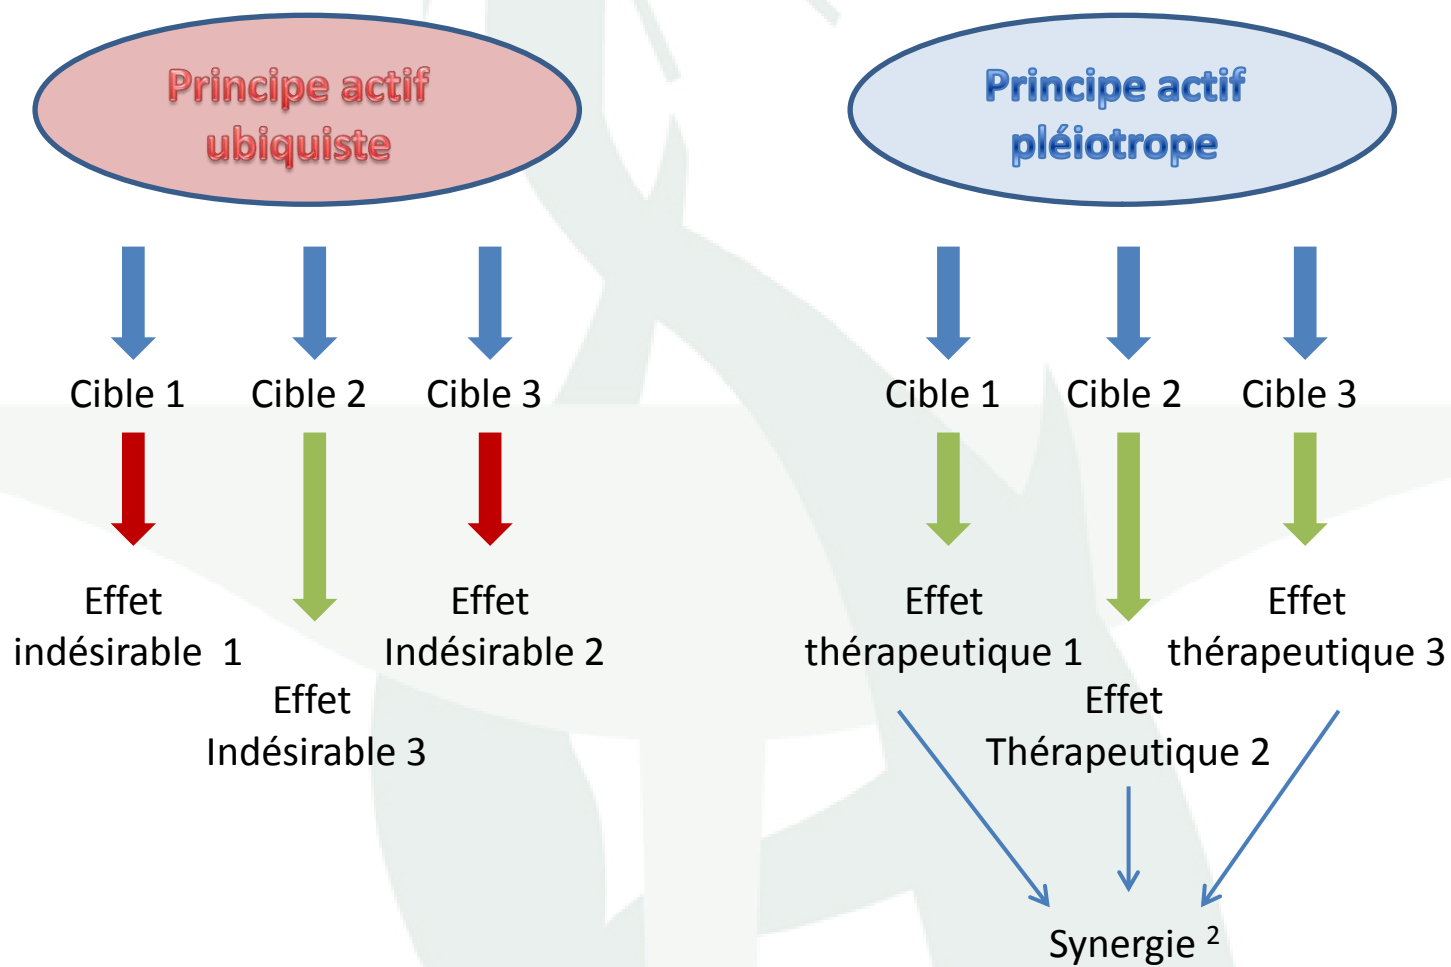 Principe actif
ubiquiste
Cible 1
Cible 2
Cible 3
Effet
indésirable 1
Effet
Indésirable 2
Effet
Indésirable 3
Principe actif
pléiotrope
Cible 1
Cible 2
Cible 3
Effet
thérapeutique 1
Effet
thérapeutique 3
Effet
Thérapeutique 2
Synergie ²